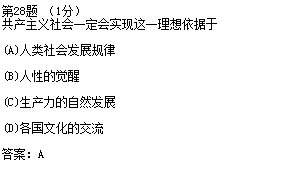 第28题 (1分)
共产主义社会一定会实现这一理想依据于
(A)人类社会发展规律
(B)人性的觉醒
(C)生产力的自然发展
(D)各国文化的交流
答案: A